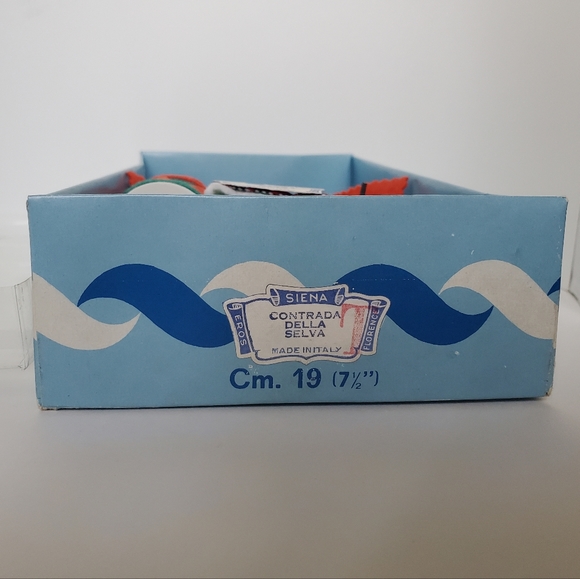 SIENA
EROS
CONTRADA
DELLA
SELVA
FLORENCE
MADE IN ITALY
Cm. 19 (7½")